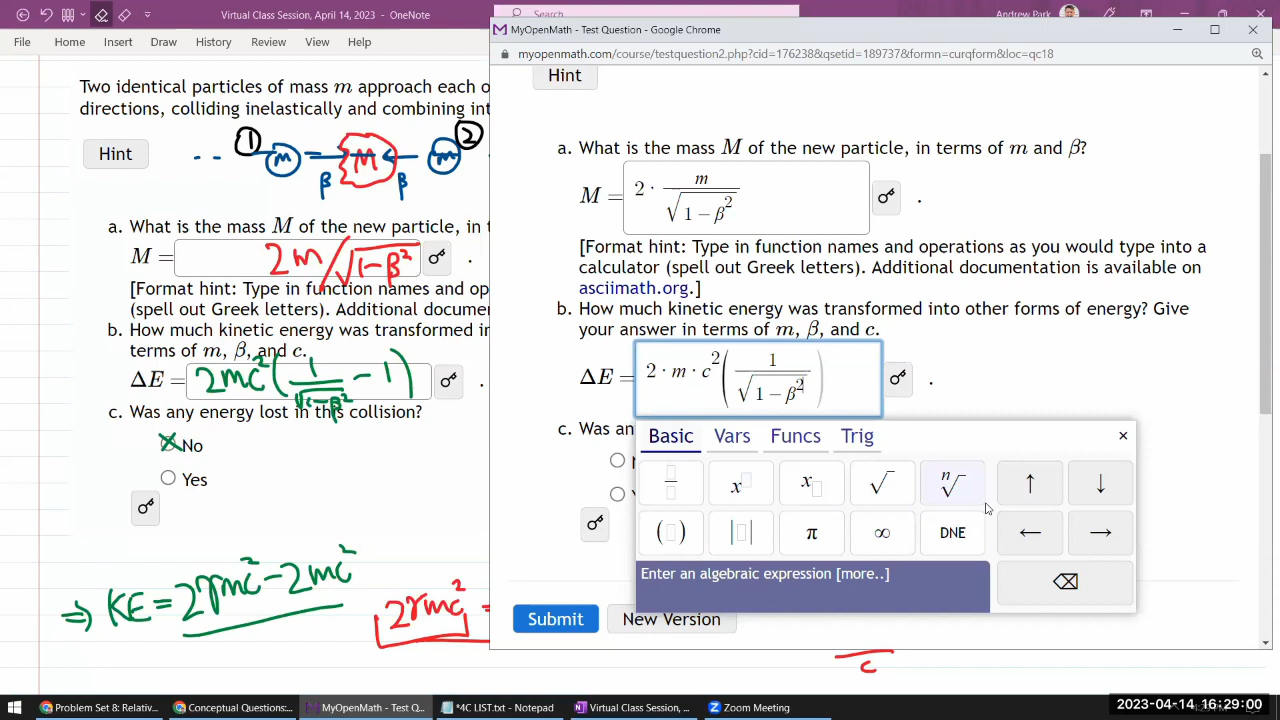 Virtual Class Session, April 14, 2023 - OneNote
Search
Andrew Park
File Home Insert Draw History Review View Help
Two identical particles of mass m approach each o
directions, colliding inelastically and combining int
Hint
1 m M m 2
β β
a. What is the mass M of the new particle, in t
M = 2m/√(1-β²) .
[Format hint: Type in function names and op
(spell out Greek letters). Additional documen
b. How much kinetic energy was transformed in
terms of m, β, and c.
ΔE = 2mc²(1/√(1-β²) - 1) .
c. Was any energy lost in this collision?
No
Yes
⇒ KE = 2γmc² - 2mc²
2γmc² -
MyOpenMath - Test Question - Google Chrome
myopenmath.com/course/testquestion2.php?cid=176238&qsetid=189737&formn=curqform&loc=qc18
Hint
a. What is the mass M of the new particle, in terms of m and β?
M = 2 · m/√(1-β²) .
[Format hint: Type in function names and operations as you would type into a
calculator (spell out Greek letters). Additional documentation is available on
asciimath.org.]
b. How much kinetic energy was transformed into other forms of energy? Give
your answer in terms of m, β, and c.
ΔE = 2 · m · c²(1/√(1-β²)) .
c. Was an
Basic Vars Funcs Trig ×
x x √ n√ ↑ ↓
( ) | | π ∞ DNE ← →
Enter an algebraic expression [more..]
Submit New Version
c
Problem Set 8: Relativ... Conceptual Questions:... MyOpenMath - Test Q... *4C LIST.txt - Notepad Virtual Class Session,... Zoom Meeting
2023-04-14 16:29:00